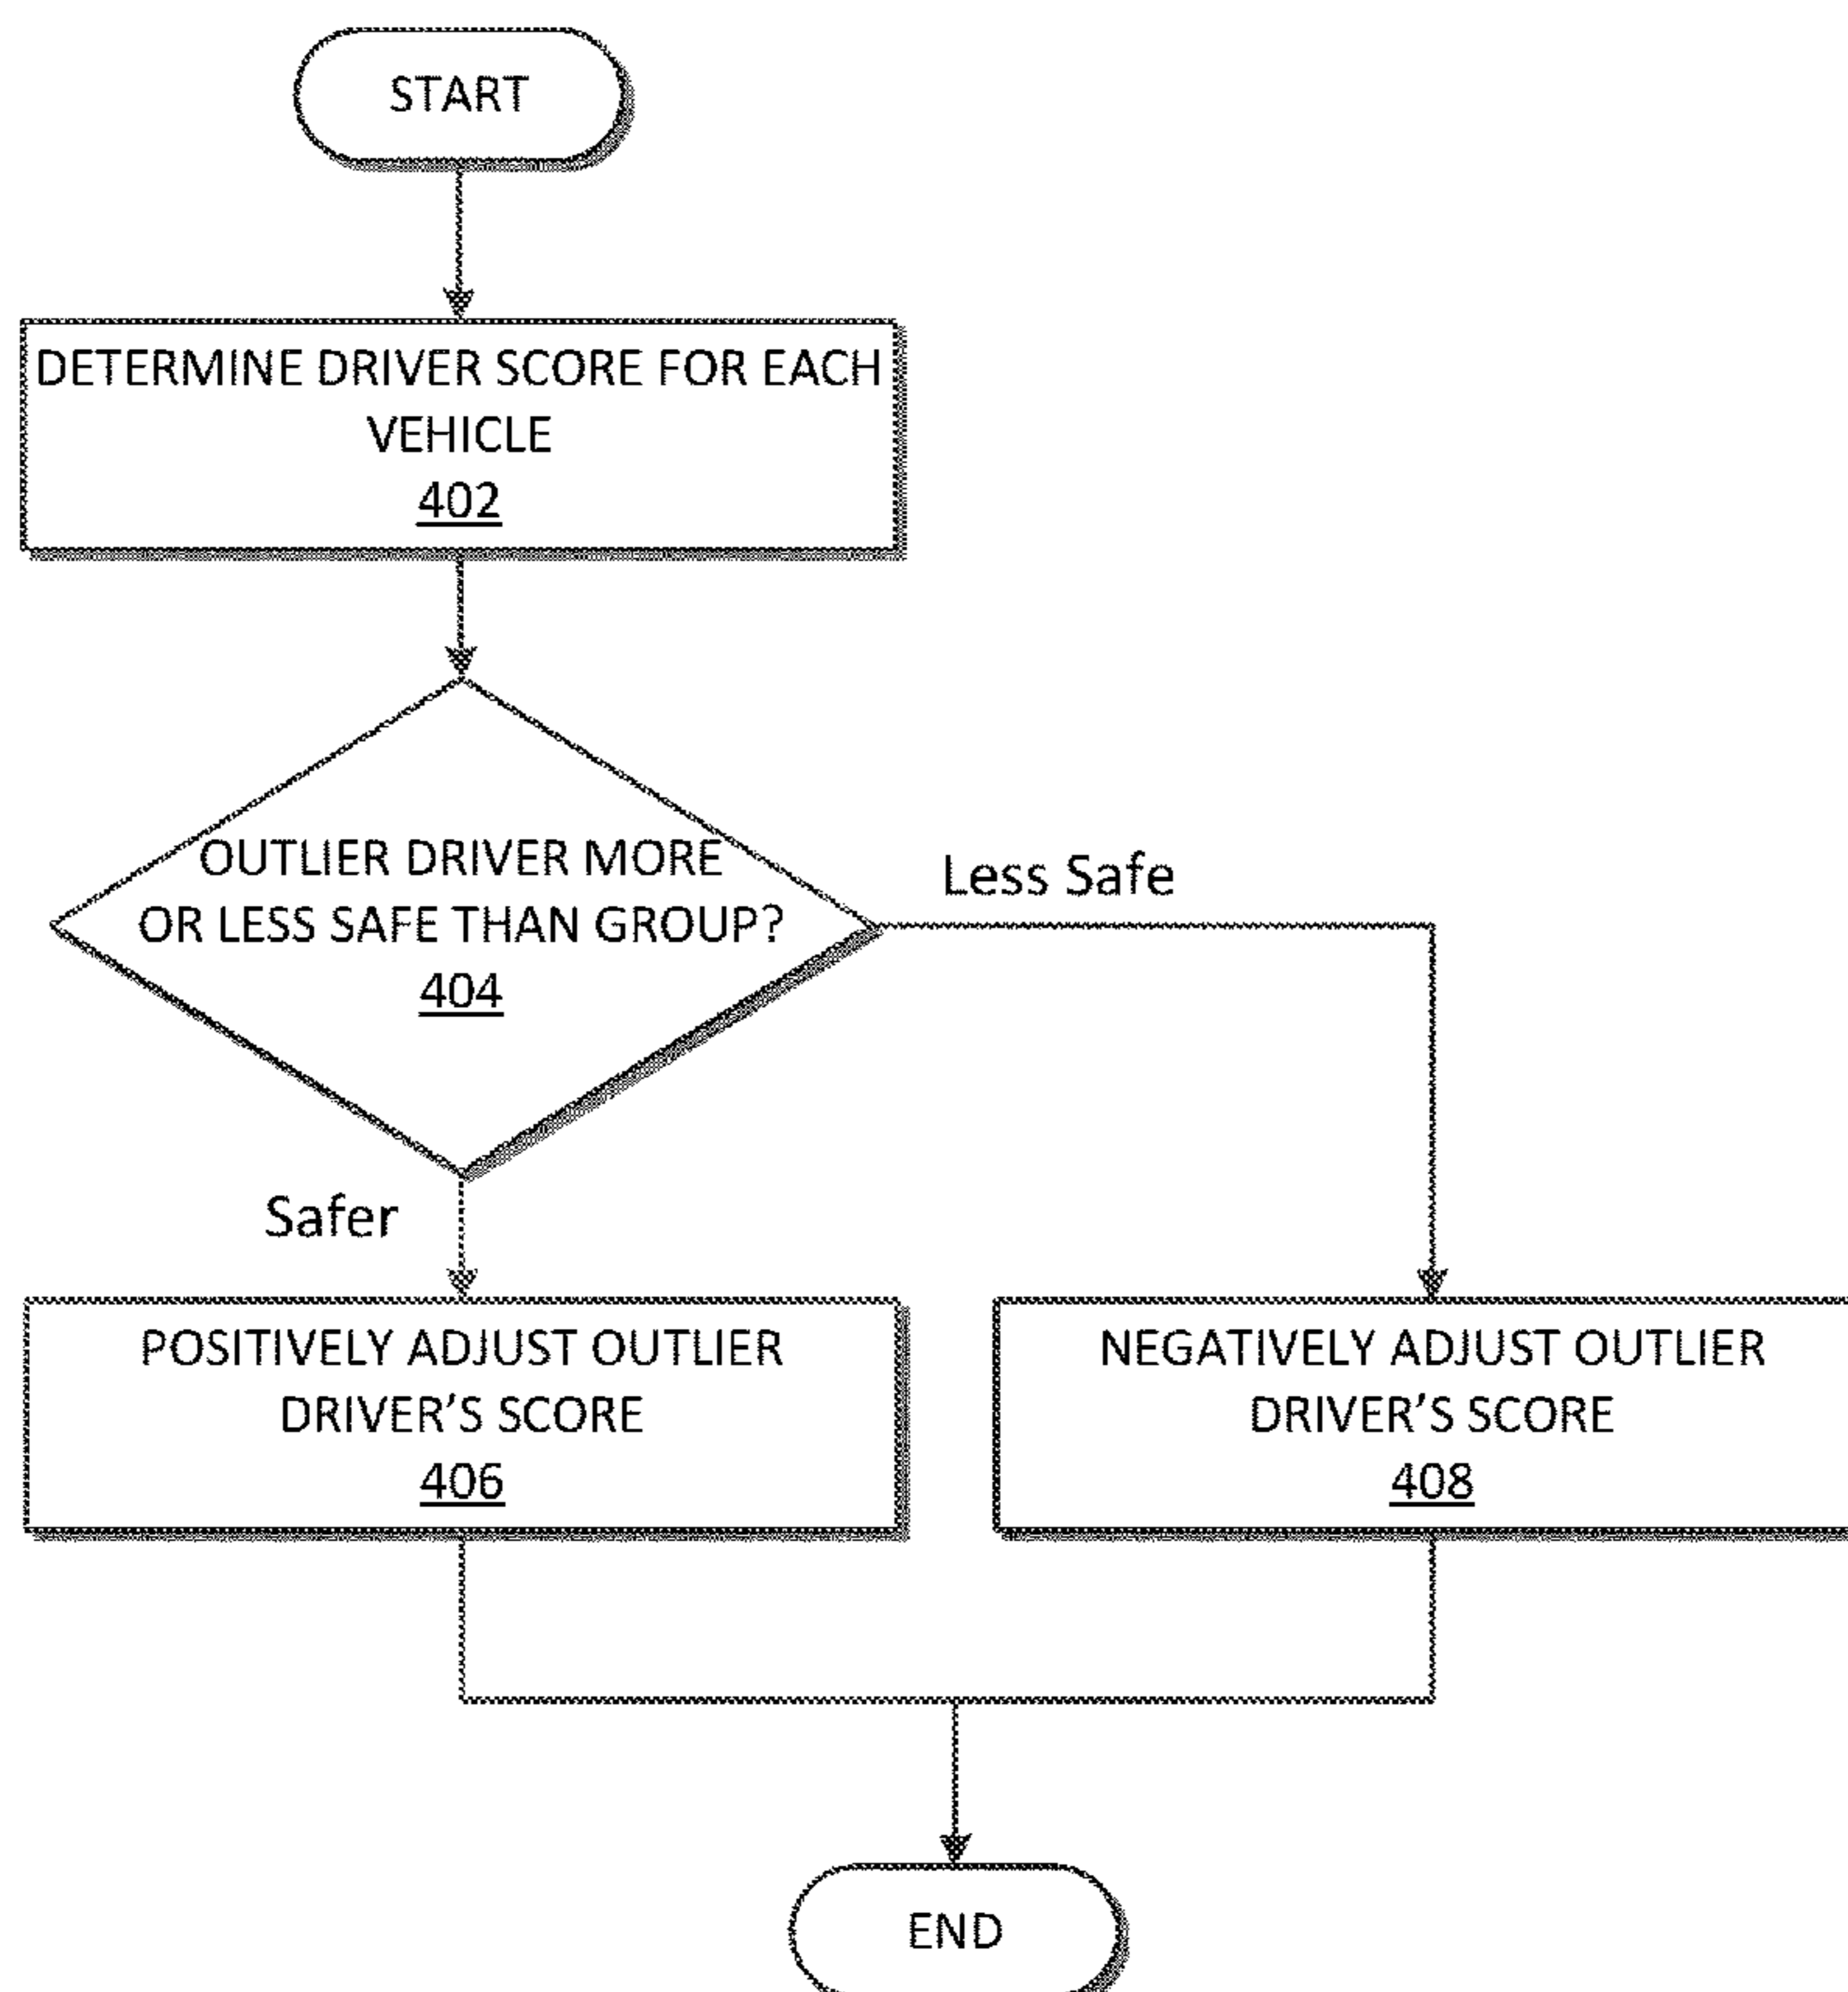 START
DETERMINE DRIVER SCORE FOR EACH
VEHICLE
402
OUTLIER DRIVER MORE
OR LESS SAFE THAN GROUP?
404
Less Safe
Safer
POSITIVELY ADJUST OUTLIER
DRIVER’S SCORE
406
NEGATIVELY ADJUST OUTLIER
DRIVER’S SCORE
408
END